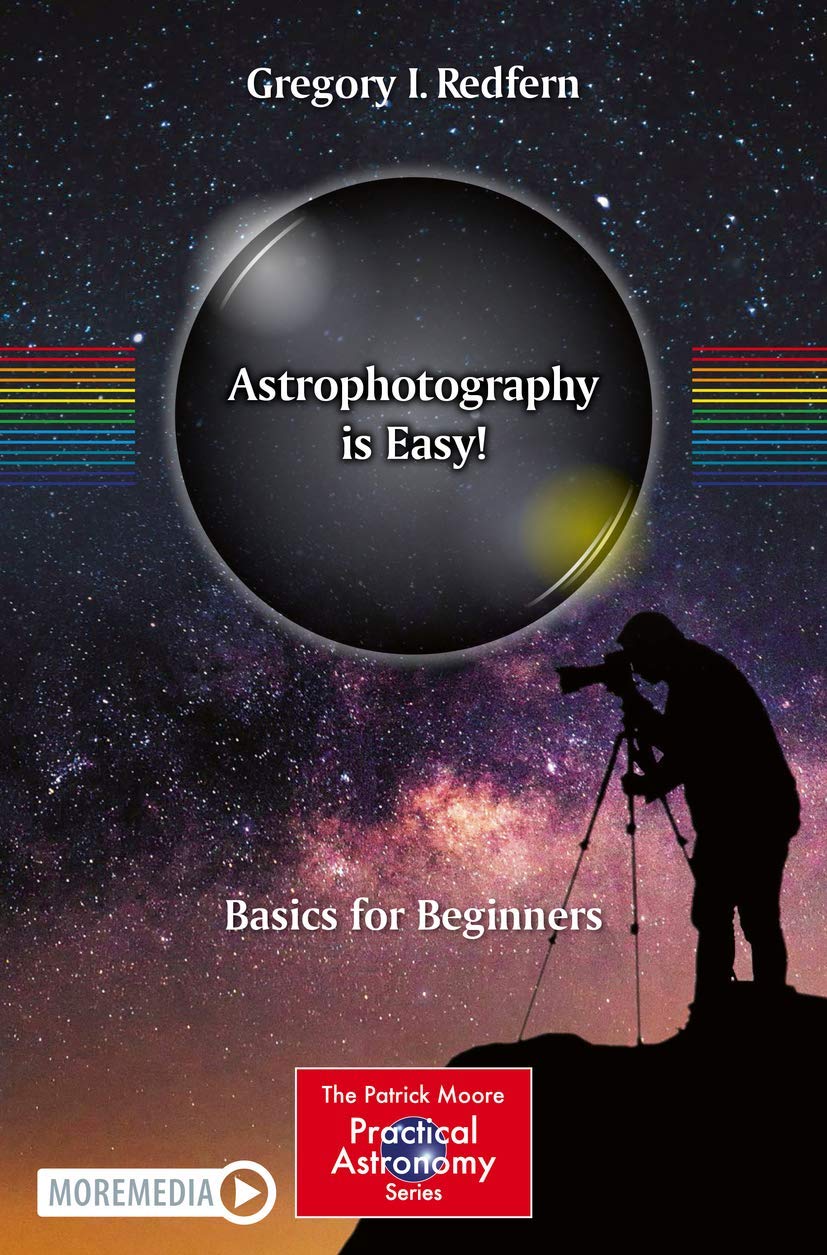 Gregory I. Redfern
Astrophotography
is Easy!
Basics for Beginners
The Patrick Moore
Practical
Astronomy
Series
MOREMEDIA